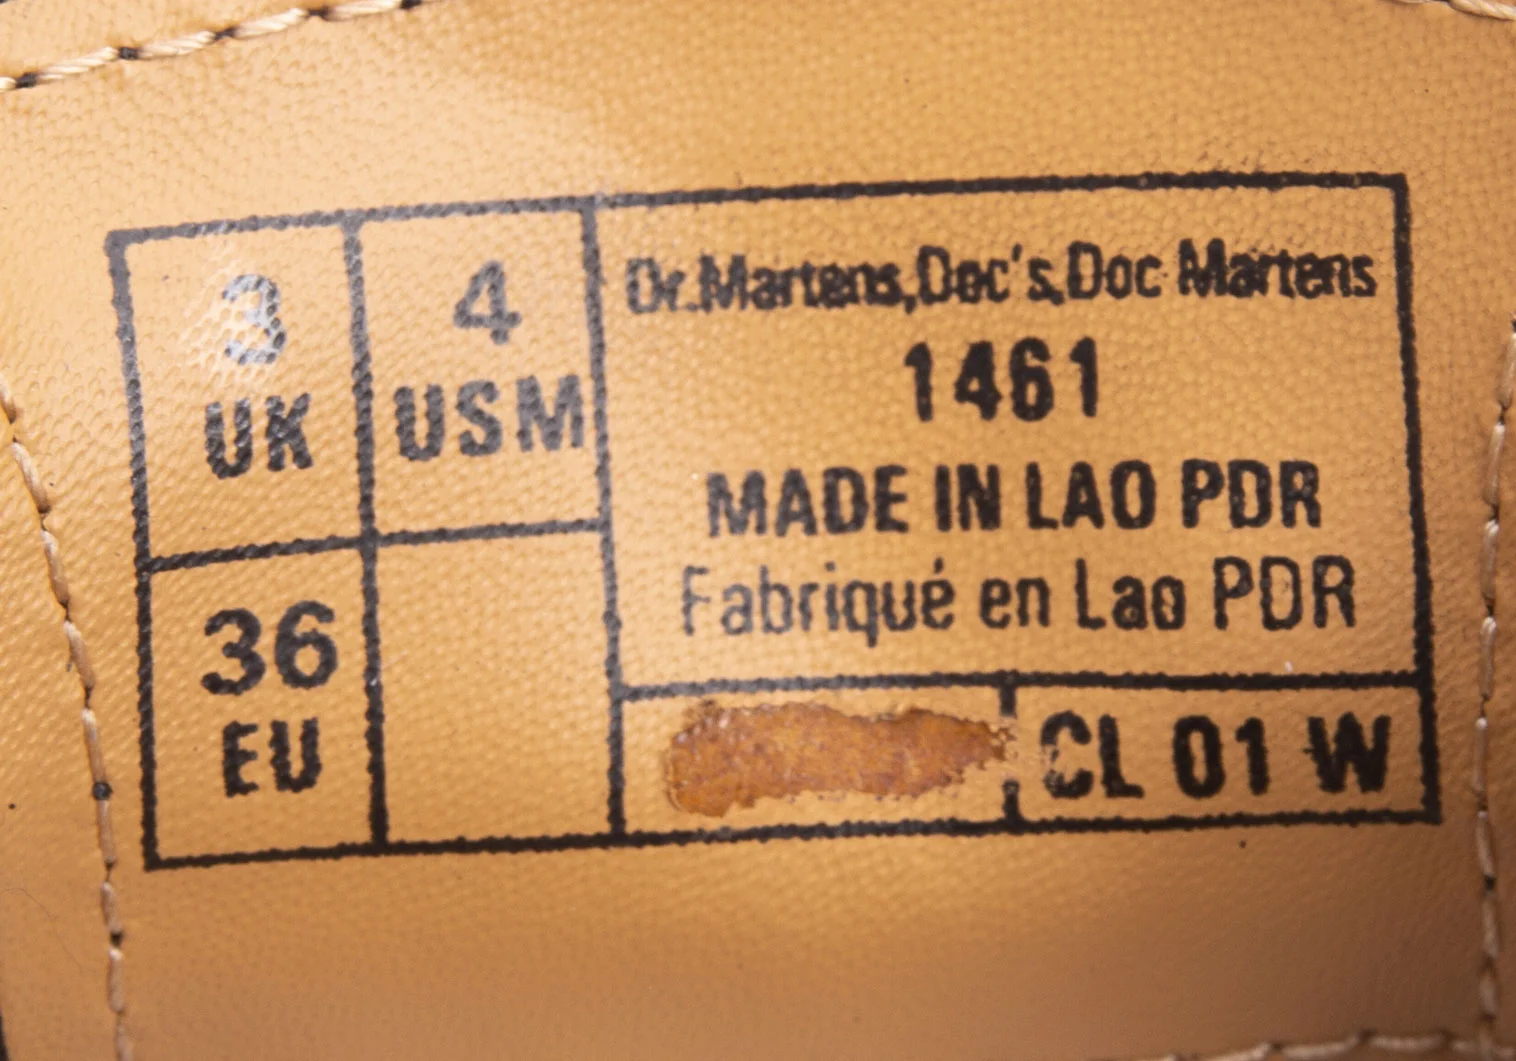 3
UK
4
USM
36
EU
Dr.Martens,Doc's,Doc Martens
1461
MADE IN LAO PDR
Fabriqué en Lao PDR
CL 01 W